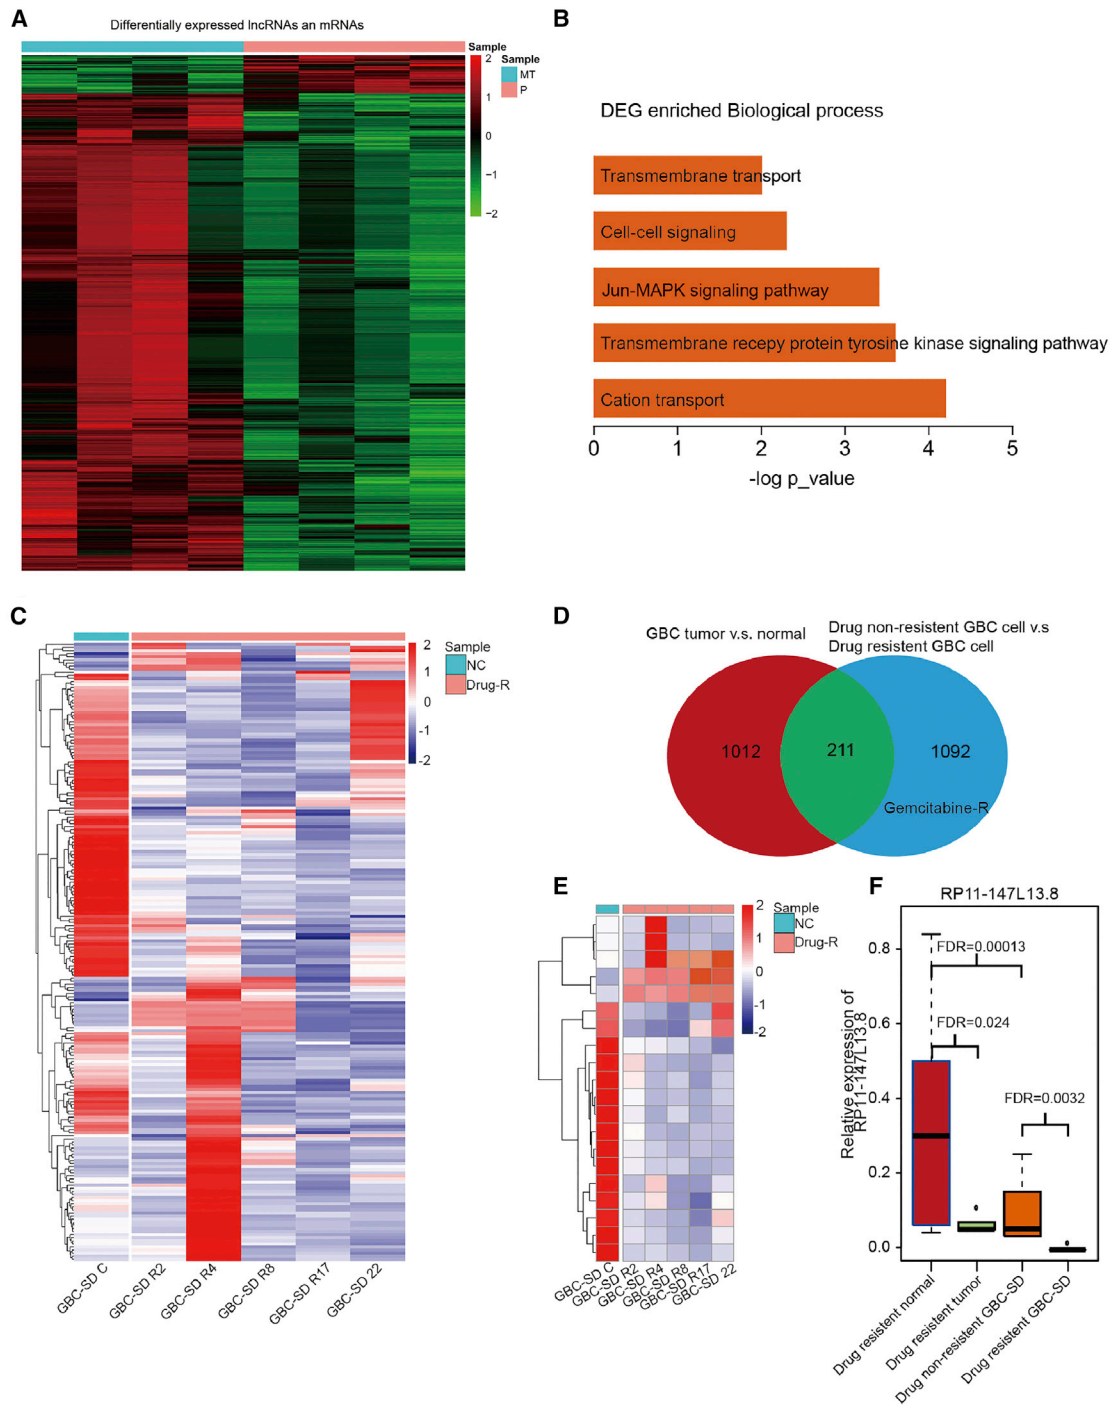 A
Differentially expressed lncRNAs an mRNAs
Sample
2
1
0
−1
−2
Sample
MT
P
B
DEG enriched Biological process
Transmembrane transport
Cell-cell signaling
Jun-MAPK signaling pathway
Transmembrane recepy protein tyrosine kinase signaling pathway
Cation transport
0 1 2 3 4 5
-log p_value
C
2
1
0
-1
-2
Sample
NC
Drug-R
GBC-SD C
GBC-SD R2
GBC-SD R4
GBC-SD R8
GBC-SD R17
GBC-SD 22
D
GBC tumor v.s. normal
Drug non-resistent GBC cell v.s
Drug resistent GBC cell
1012
211
1092
Gemcitabine-R
E
2
1
0
-1
-2
Sample
NC
Drug-R
GBC-SD C
GBC-SD R2
GBC-SD R4
GBC-SD R8
GBC-SD R17
GBC-SD 22
F
RP11-147L13.8
Relative expression of
RP11-147L13.8
0.8
0.6
0.4
0.2
0.0
FDR=0.00013
FDR=0.024
FDR=0.0032
Drug resistent normal
Drug resistent tumor
Drug non-resistent GBC-SD
Drug resistent GBC-SD